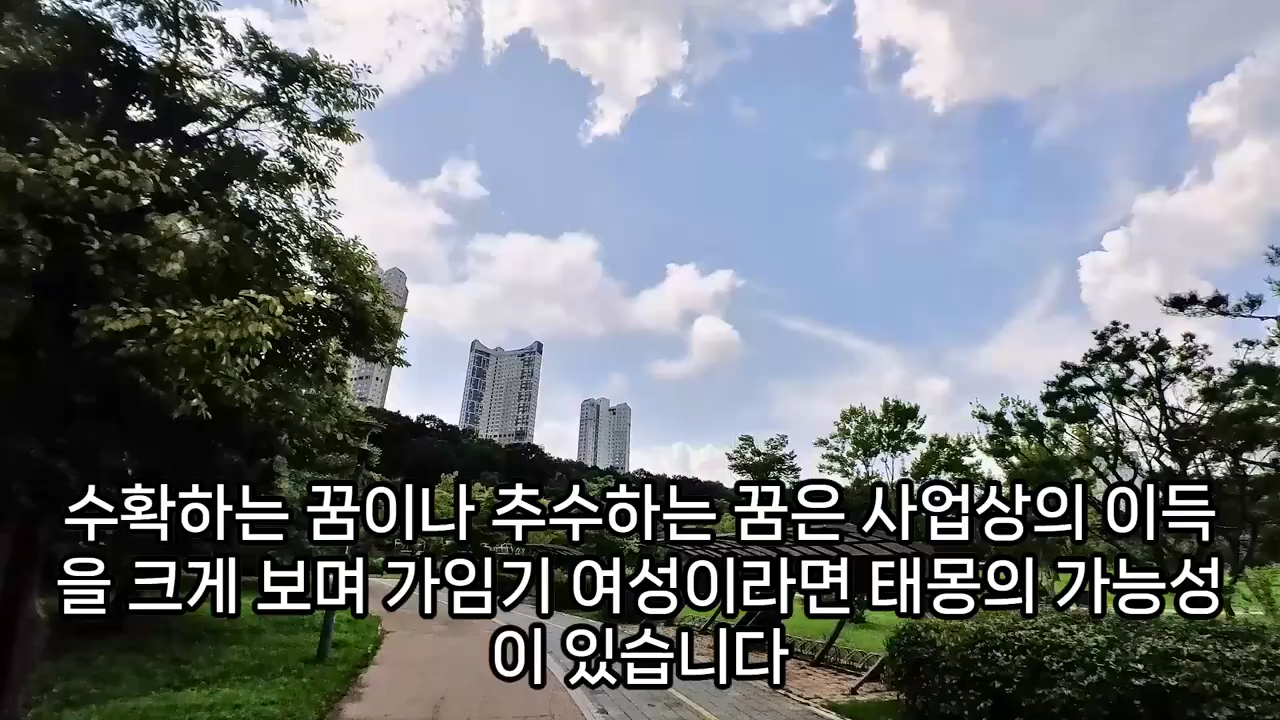 수확하는 꿈이나 추수하는 꿈은 사업상의 이득
을 크게 보며 가임기 여성이라면 태몽의 가능성
이 있습니다